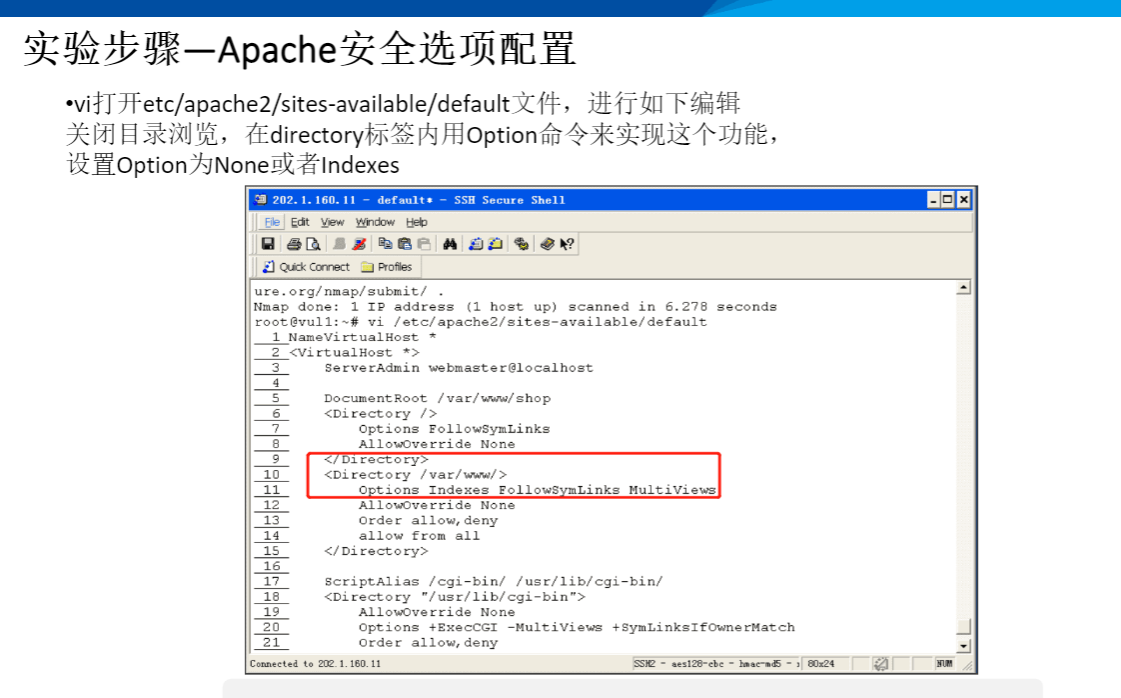 实验步骤—Apache安全选项配置
•vi打开etc/apache2/sites-available/default文件，进行如下编辑
关闭目录浏览，在directory标签内用Option命令来实现这个功能，
设置Option为None或者Indexes
202.1.160.11 - default* - SSH Secure Shell
File Edit View Window Help
Quick Connect Profiles
ure.org/nmap/submit/ .
Nmap done: 1 IP address (1 host up) scanned in 6.278 seconds
root@vul1:~# vi /etc/apache2/sites-available/default
1 NameVirtualHost *
2 <VirtualHost *>
3 ServerAdmin webmaster@localhost
4
5 DocumentRoot /var/www/shop
6 <Directory />
7 Options FollowSymLinks
8 AllowOverride None
9 </Directory>
10 <Directory /var/www/>
11 Options Indexes FollowSymLinks MultiViews
12 AllowOverride None
13 Order allow,deny
14 allow from all
15 </Directory>
16
17 ScriptAlias /cgi-bin/ /usr/lib/cgi-bin/
18 <Directory "/usr/lib/cgi-bin">
19 AllowOverride None
20 Options +ExecCGI -MultiViews +SymLinksIfOwnerMatch
21 Order allow,deny
Connected to 202.1.160.11 SSH2 - aes128-cbc - hmac-md5 - 80x24 NUM